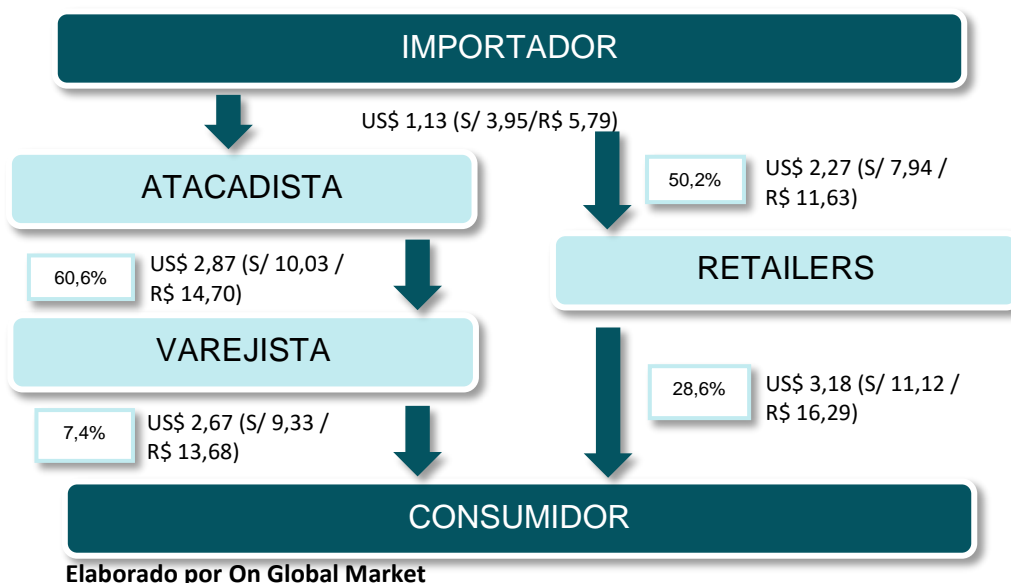 IMPORTADOR
US$ 1,13 (S/ 3,95/R$ 5,79)
ATACADISTA
50,2%
US$ 2,27 (S/ 7,94 /
R$ 11,63)
60,6%
US$ 2,87 (S/ 10,03 /
R$ 14,70)
RETAILERS
VAREJISTA
7,4%
US$ 2,67 (S/ 9,33 /
R$ 13,68)
28,6%
US$ 3,18 (S/ 11,12 /
R$ 16,29)
CONSUMIDOR
Elaborado por On Global Market